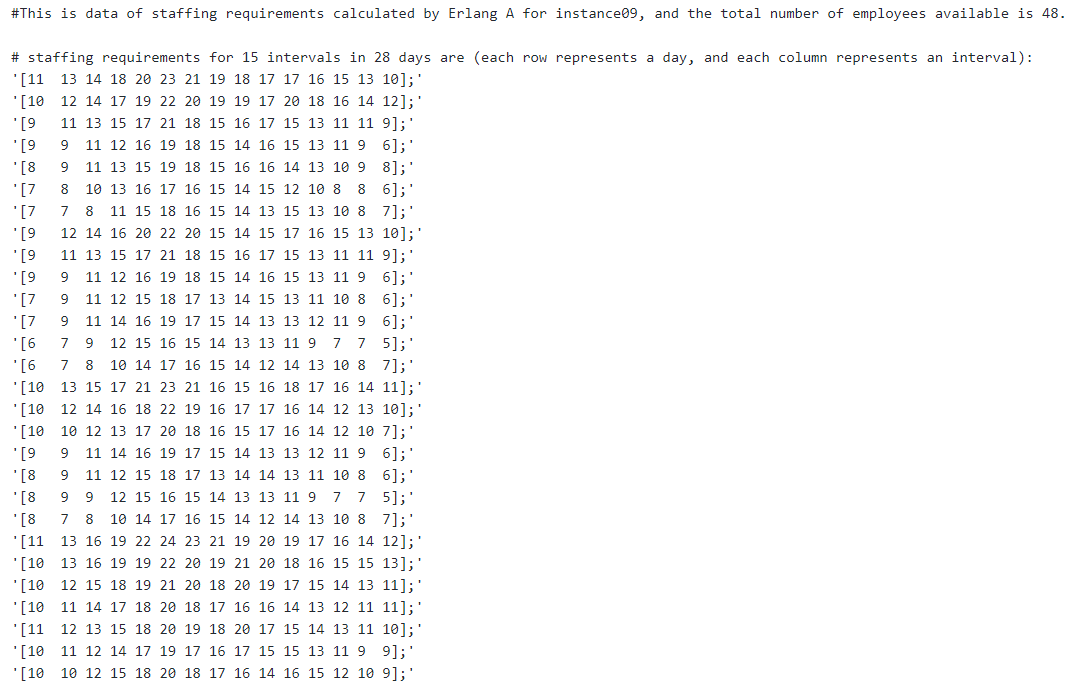 #This is data of staffing requirements calculated by Erlang A for instance09, and the total number of employees available is 48.
# staffing requirements for 15 intervals in 28 days are (each row represents a day, and each column represents an interval):
'[11  13 14 18 20 23 21 19 18 17 17 16 15 13 10];'
'[10  12 14 17 19 22 20 19 19 17 20 18 16 14 12];'
'[9   11 13 15 17 21 18 15 16 17 15 13 11 11 9];'
'[9   9  11 12 16 19 18 15 14 16 15 13 11 9  6];'
'[8   9  11 13 15 19 18 15 16 16 14 13 10 9  8];'
'[7   8  10 13 16 17 16 15 14 15 12 10 8  8  6];'
'[7   7  8  11 15 18 16 15 14 13 15 13 10 8  7];'
'[9   12 14 16 20 22 20 15 14 15 17 16 15 13 10];'
'[9   11 13 15 17 21 18 15 16 17 15 13 11 11 9];'
'[9   9  11 12 16 19 18 15 14 16 15 13 11 9  6];'
'[7   9  11 12 15 18 17 13 14 15 13 11 10 8  6];'
'[7   9  11 14 16 19 17 15 14 13 13 12 11 9  6];'
'[6   7  9  12 15 16 15 14 13 13 11 9  7  7  5];'
'[6   7  8  10 14 17 16 15 14 12 14 13 10 8  7];'
'[10  13 15 17 21 23 21 16 15 16 18 17 16 14 11];'
'[10  12 14 16 18 22 19 16 17 17 16 14 12 13 10];'
'[10  10 12 13 17 20 18 16 15 17 16 14 12 10 7];'
'[9   9  11 14 16 19 17 15 14 13 13 12 11 9  6];'
'[8   9  11 12 15 18 17 13 14 14 13 11 10 8  6];'
'[8   9  9  12 15 16 15 14 13 13 11 9  7  7  5];'
'[8   7  8  10 14 17 16 15 14 12 14 13 10 8  7];'
'[11  13 16 19 22 24 23 21 19 20 19 17 16 14 12];'
'[10  13 16 19 19 22 20 19 21 20 18 16 15 15 13];'
'[10  12 15 18 19 21 20 18 20 19 17 15 14 13 11];'
'[10  11 14 17 18 20 18 17 16 16 14 13 12 11 11];'
'[11  12 13 15 18 20 19 18 20 17 15 14 13 11 10];'
'[10  11 12 14 17 19 17 16 17 15 15 13 11 9  9];'
'[10  10 12 15 18 20 18 17 16 14 16 15 12 10 9];'